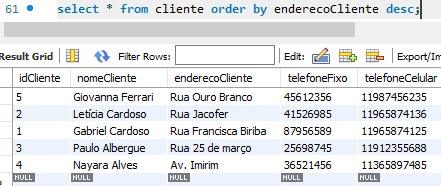 61 select * from cliente order by enderecoCliente desc;
Result Grid Filter Rows: Edit: Export/Im
idCliente nomeCliente enderecoCliente telefoneFixo telefoneCelular
5 Giovanna Ferrari Rua Ouro Branco 45612356 11987456235
2 Letícia Cardoso Rua Jacofer 41526985 11965874136
1 Gabriel Cardoso Rua Francisca Biriba 87956589 11965874125
3 Paulo Albergue Rua 25 de março 25698745 11912355688
4 Nayara Alves Av. Imirim 36521456 11365897485
NULL NULL NULL NULL NULL